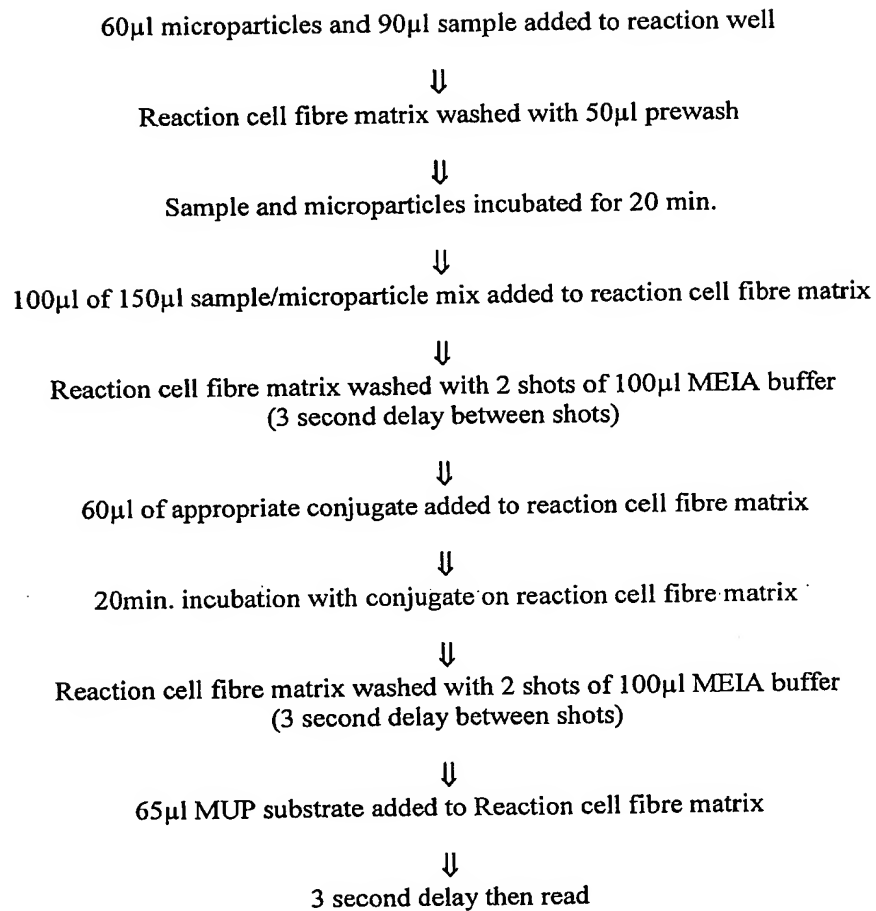 60µl microparticles and 90µl sample added to reaction well
⇓
Reaction cell fibre matrix washed with 50µl prewash
⇓
Sample and microparticles incubated for 20 min.
⇓
100µl of 150µl sample/microparticle mix added to reaction cell fibre matrix
⇓
Reaction cell fibre matrix washed with 2 shots of 100µl MEIA buffer
(3 second delay between shots)
⇓
60µl of appropriate conjugate added to reaction cell fibre matrix
⇓
20min. incubation with conjugate on reaction cell fibre matrix
⇓
Reaction cell fibre matrix washed with 2 shots of 100µl MEIA buffer
(3 second delay between shots)
⇓
65µl MUP substrate added to Reaction cell fibre matrix
⇓
3 second delay then read